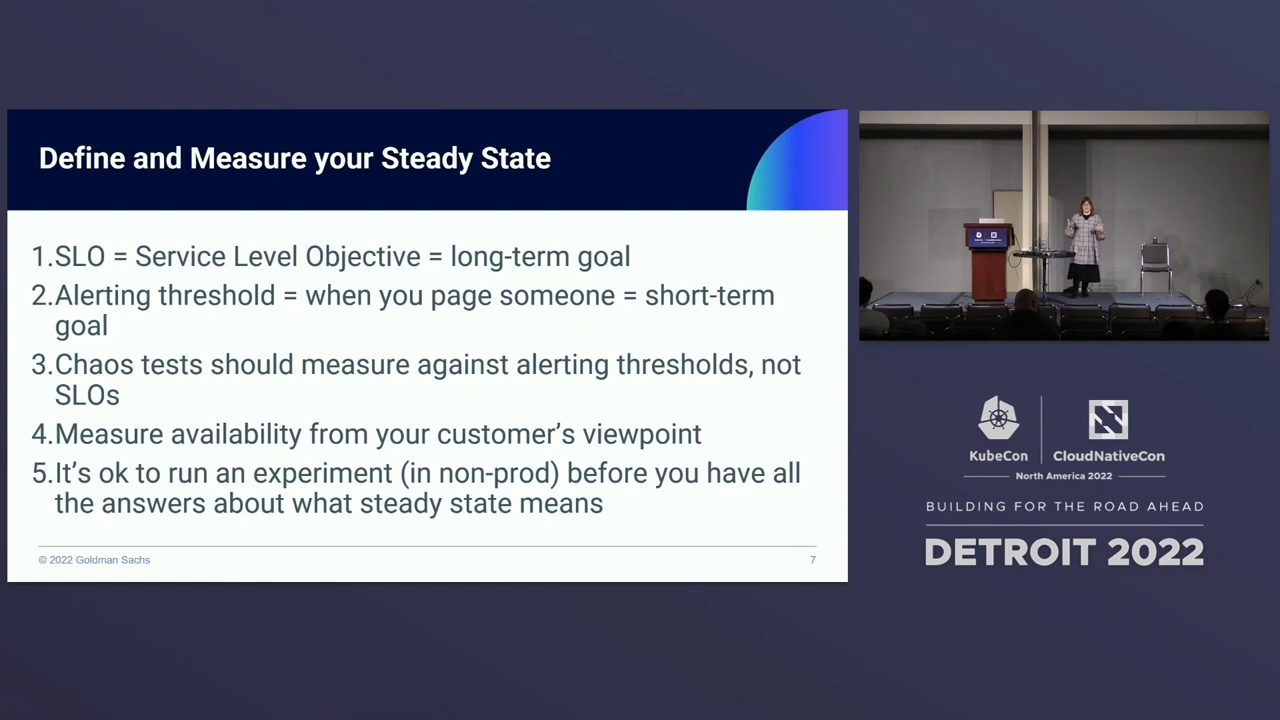 Define and Measure your Steady State
1.SLO = Service Level Objective = long-term goal
2.Alerting threshold = when you page someone = short-term
goal
3.Chaos tests should measure against alerting thresholds, not
SLOs
4.Measure availability from your customer’s viewpoint
5.It’s ok to run an experiment (in non-prod) before you have all
the answers about what steady state means
© 2022 Goldman Sachs
7
KubeCon
CloudNativeCon
North America 2022
BUILDING FOR THE ROAD AHEAD
DETROIT 2022